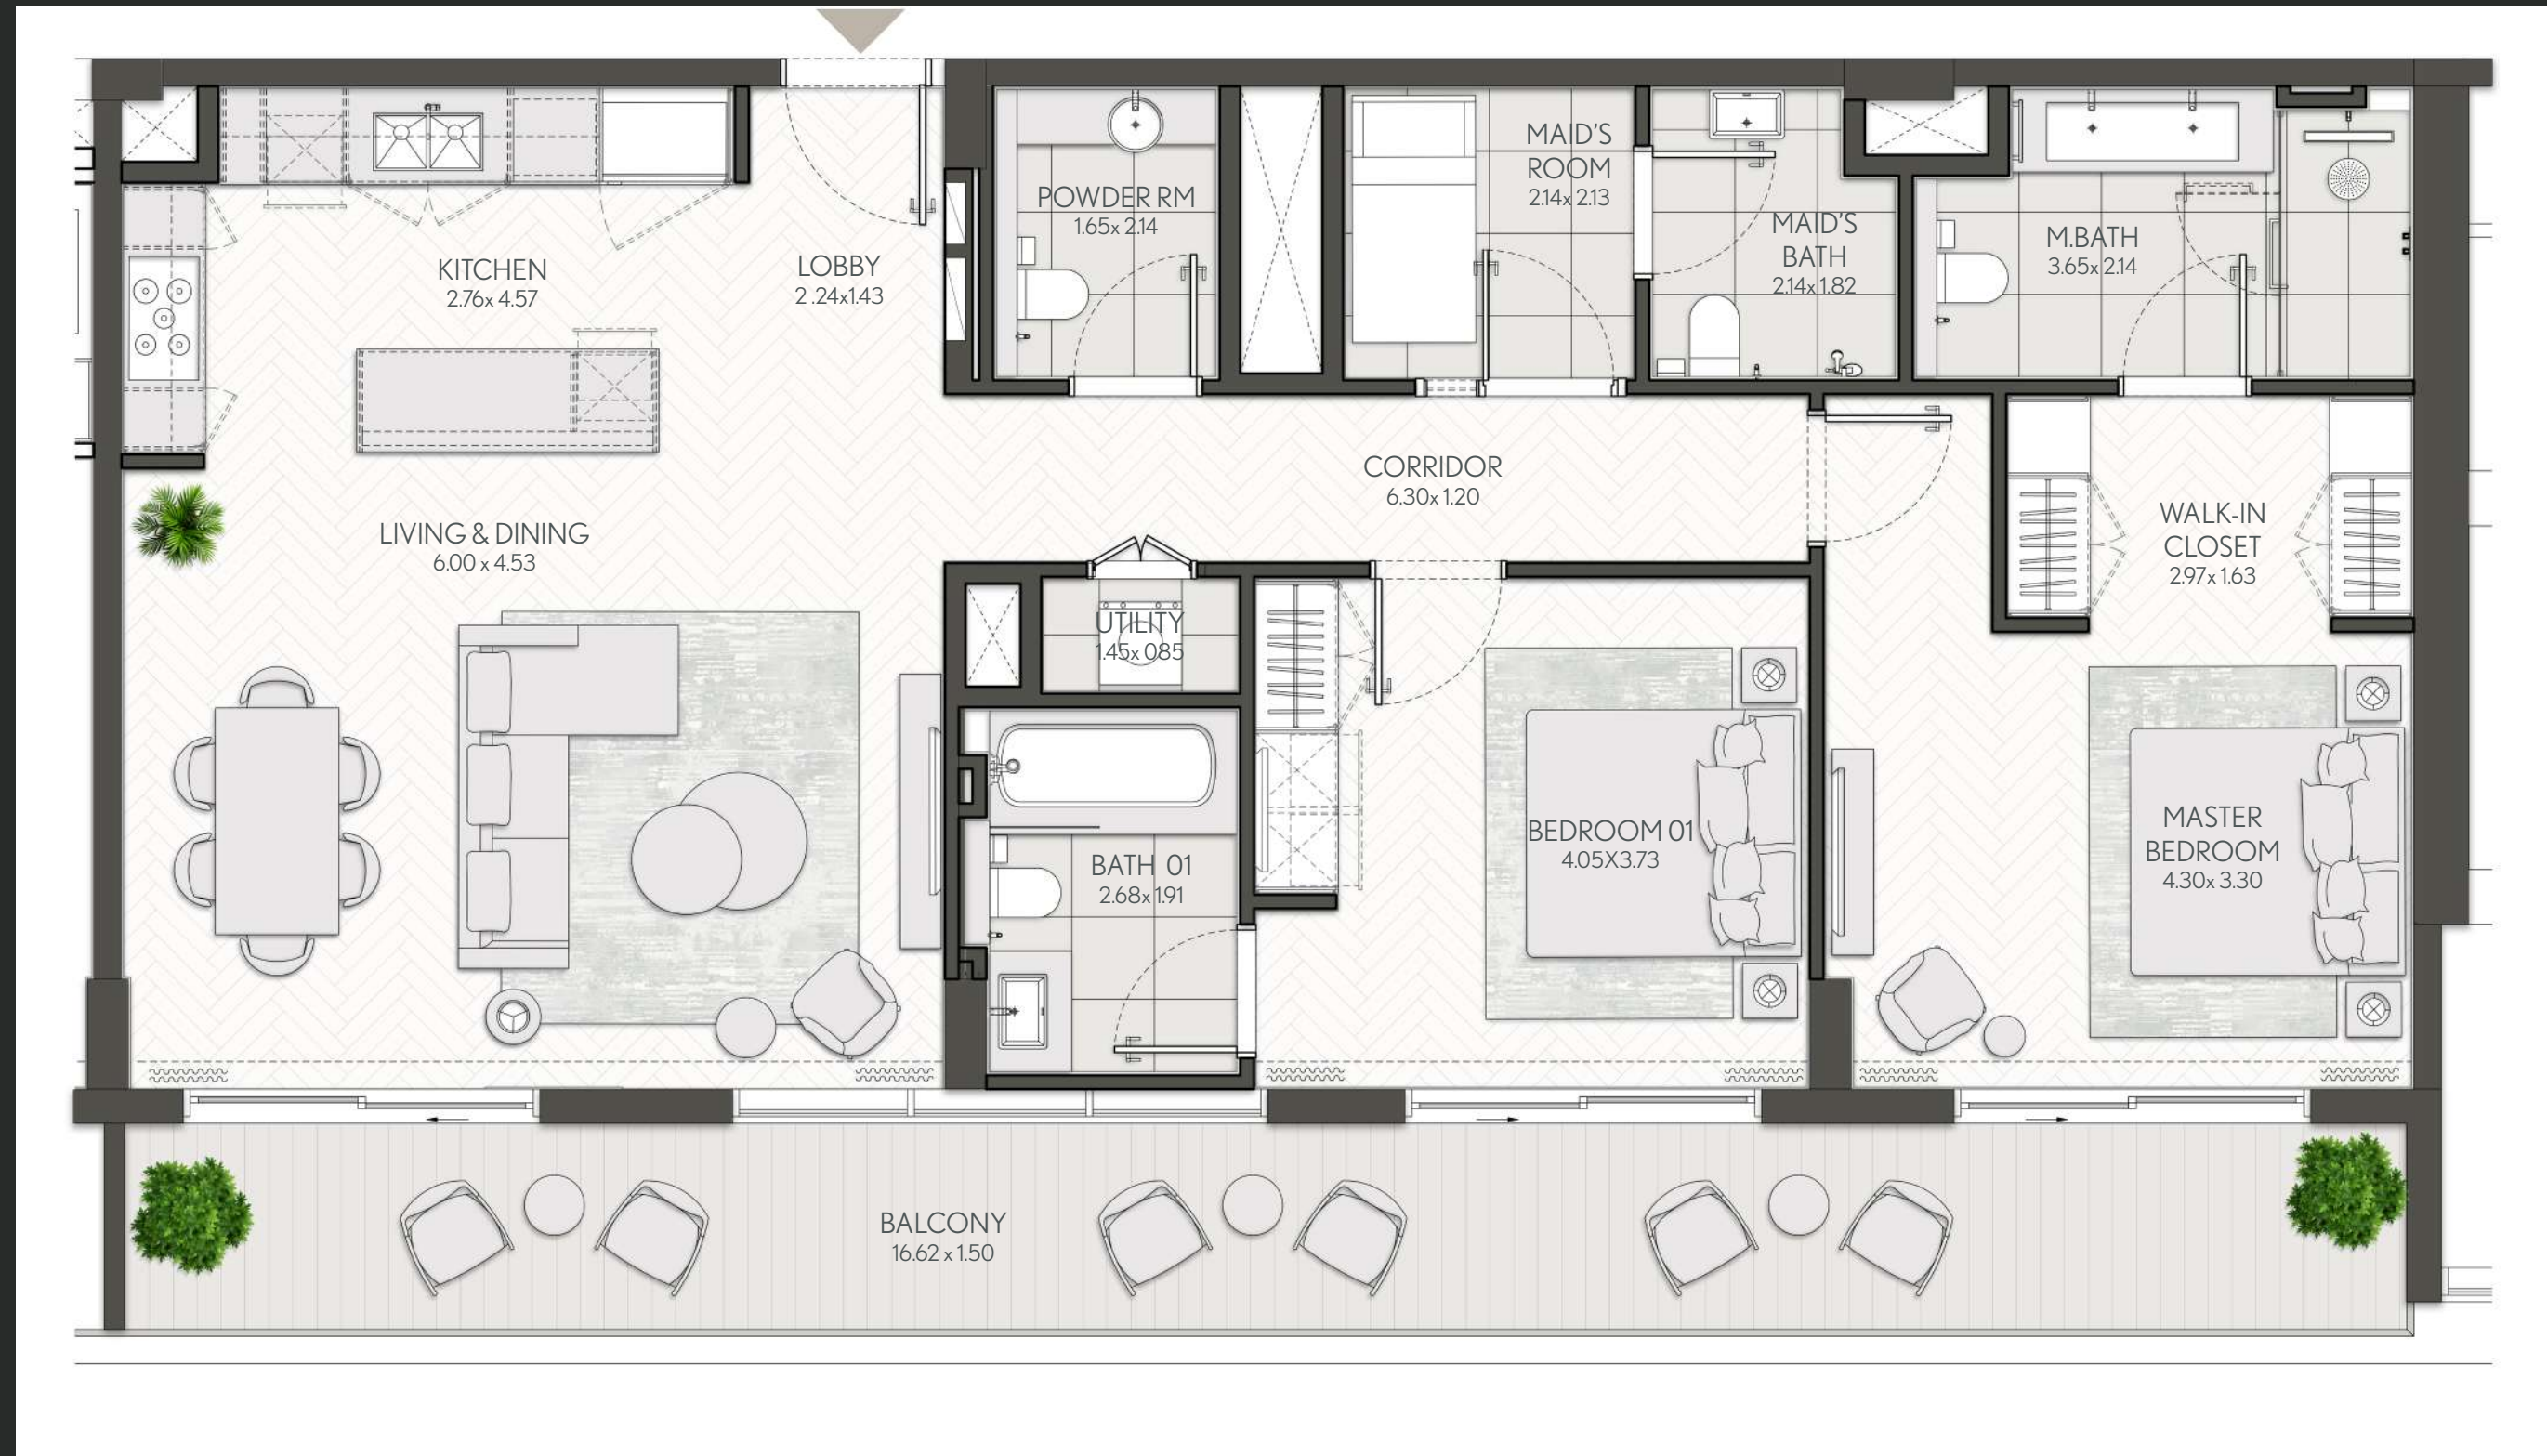 KITCHEN
2.76x 4.57
LOBBY
2 .24x1.43
POWDER RM
1.65x 2.14
MAID'S
ROOM
2.14x 2.13
MAID'S
BATH
2.14x 1.82
M.BATH
3.65x 2.14
LIVING & DINING
6.00 x 4.53
CORRIDOR
6.30x 1.20
WALK-IN
CLOSET
2.97x 1.63
UTILITY
1.45x 085
BATH 01
2.68x 1.91
BEDROOM 01
4.05X3.73
MASTER
BEDROOM
4.30x 3.30
BALCONY
16.62 x 1.50